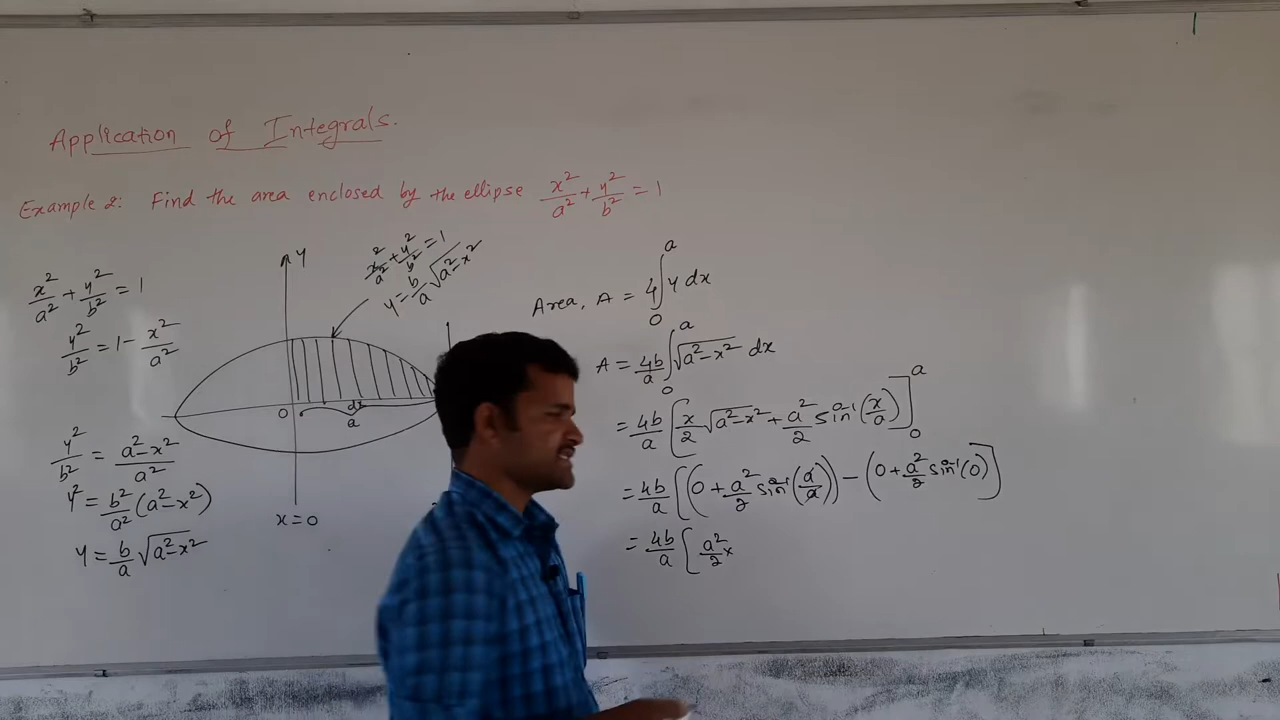 Application of Integrals.
Example 2: Find the area enclosed by the ellipse x²/a² + y²/b² = 1
x²/a² + y²/b² = 1
y²/b² = 1 - x²/a²
y²/b² = a²-x²/a²
y² = b²/a² (a²-x²)
y = b/a √a²-x²
y
x²/a² + y²/b² = 1
y = b/a √a²-x²
0
dx
a
x=0
Area, A = 4∫₀ᵃ y dx
A = 4b/a ∫₀ᵃ √a²-x² dx
= 4b/a [x/2 √a²-x² + a²/2 sin⁻¹(x/a)]₀ᵃ
= 4b/a [(0 + a²/2 sin⁻¹(a/a)) - (0 + a²/2 sin⁻¹(0)]
= 4b/a [a²/2 ×